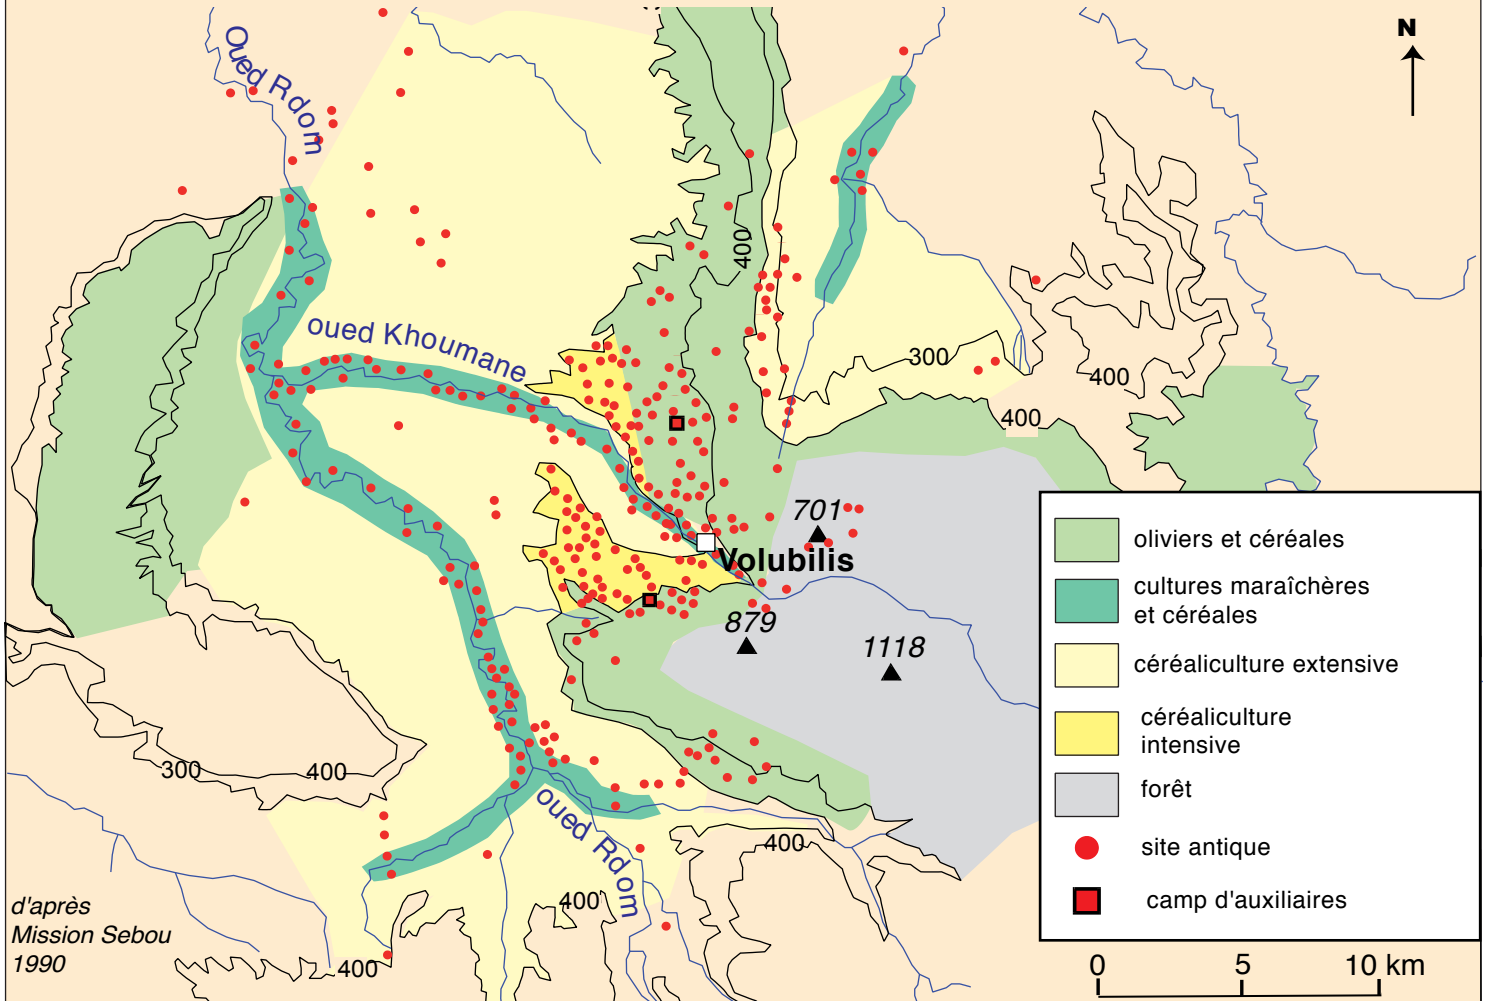 N
Oued Rdom
400
oued Khoumane
300
400
400
701
Volubilis
879
1118
300
400
oued Rdom
400
400
400
d'après
Mission Sebou
1990
oliviers et céréales
cultures maraîchères
et céréales
céréaliculture extensive
céréaliculture
intensive
forêt
site antique
camp d'auxiliaires
0 5 10 km